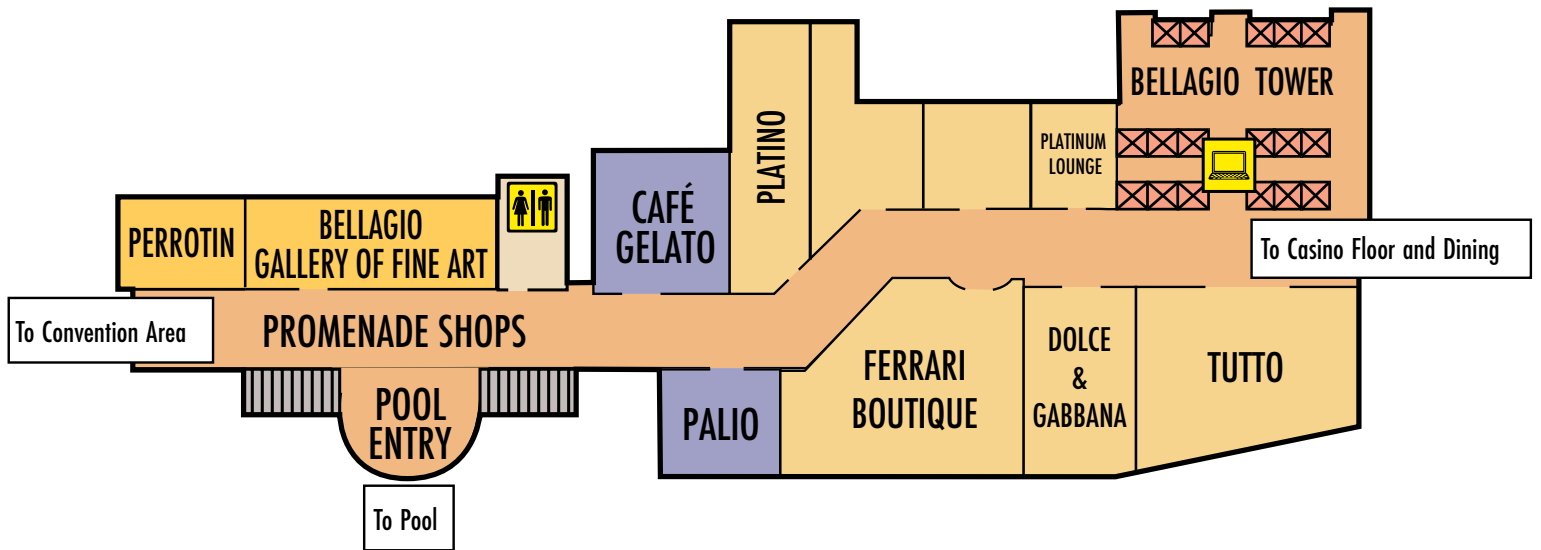 BELLAGIO TOWER
PLATINO
PLATINUM
LOUNGE
CAFÉ
GELATO
PERROTIN
BELLAGIO
GALLERY OF FINE ART
To Casino Floor and Dining
To Convention Area
PROMENADE SHOPS
FERRARI
BOUTIQUE
DOLCE
&
GABBANA
TUTTO
PALIO
POOL
ENTRY
To Pool